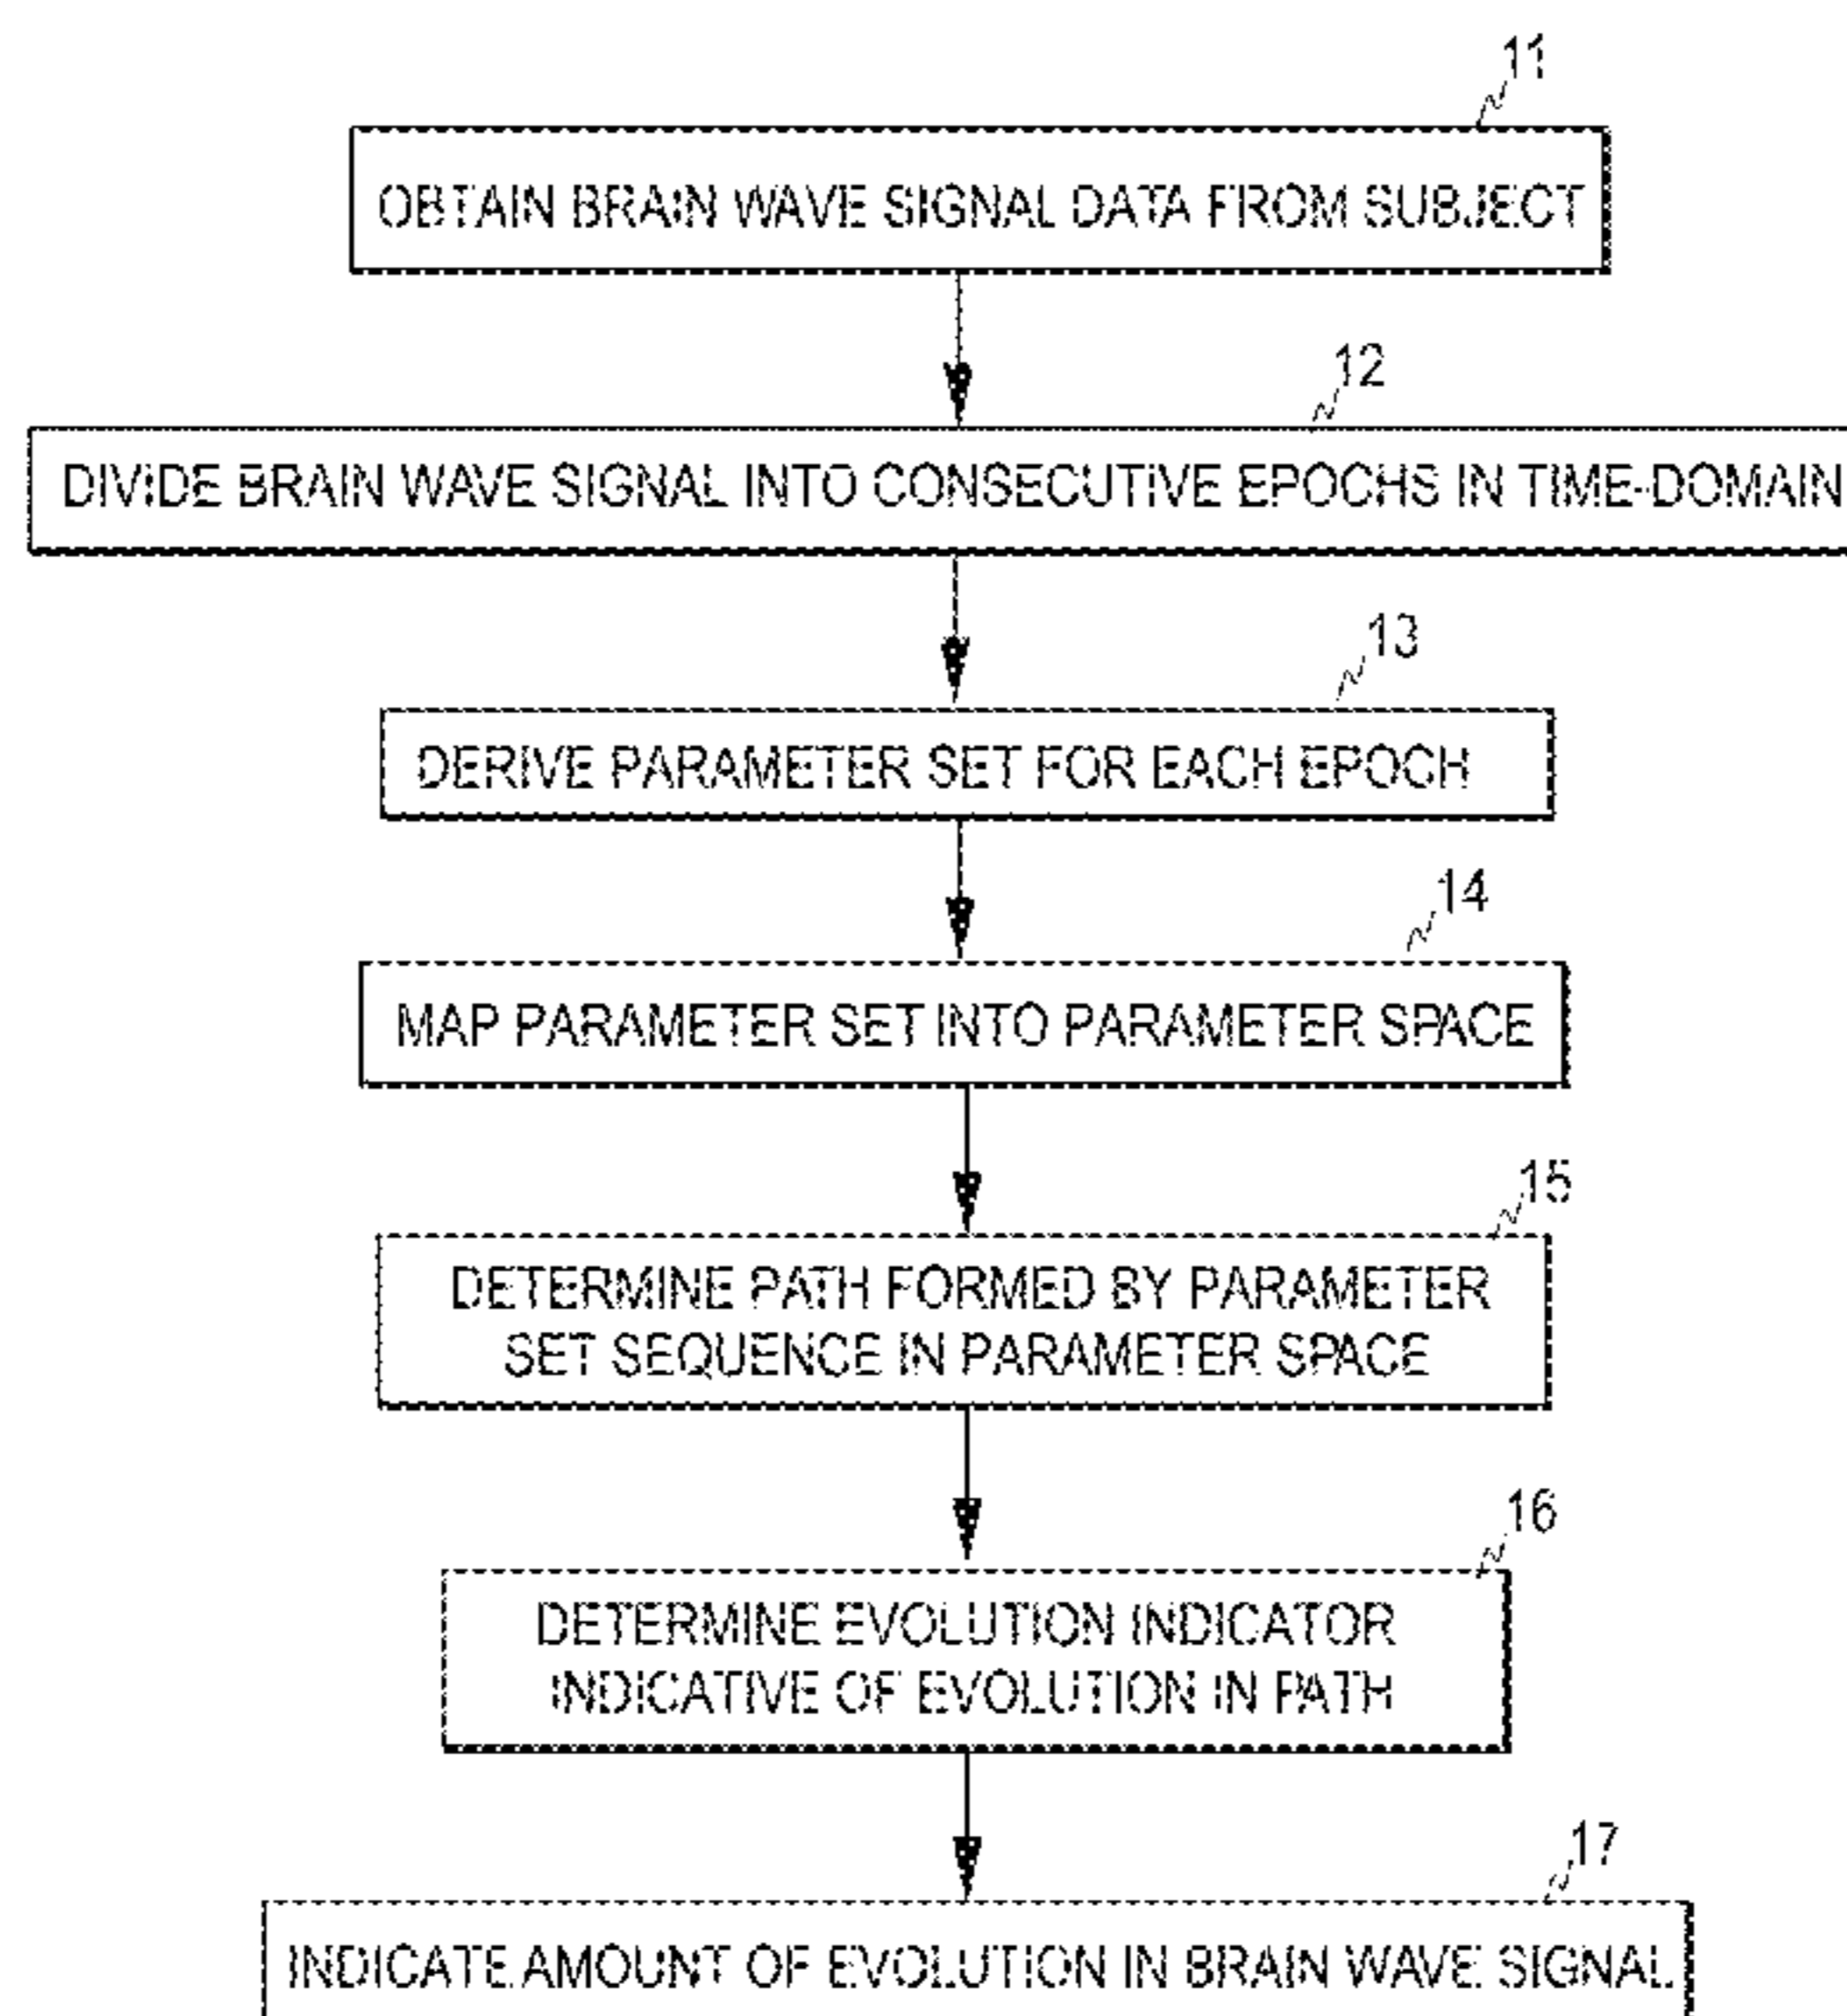 11
OBTAIN BRAIN WAVE SIGNAL DATA FROM SUBJECT
12
DIVIDE BRAIN WAVE SIGNAL INTO CONSECUTIVE EPOCHS IN TIME-DOMAIN
13
DERIVE PARAMETER SET FOR EACH EPOCH
14
MAP PARAMETER SET INTO PARAMETER SPACE
15
DETERMINE PATH FORMED BY PARAMETER
SET SEQUENCE IN PARAMETER SPACE
16
DETERMINE EVOLUTION INDICATOR
INDICATIVE OF EVOLUTION IN PATH
17
INDICATE AMOUNT OF EVOLUTION IN BRAIN WAVE SIGNAL